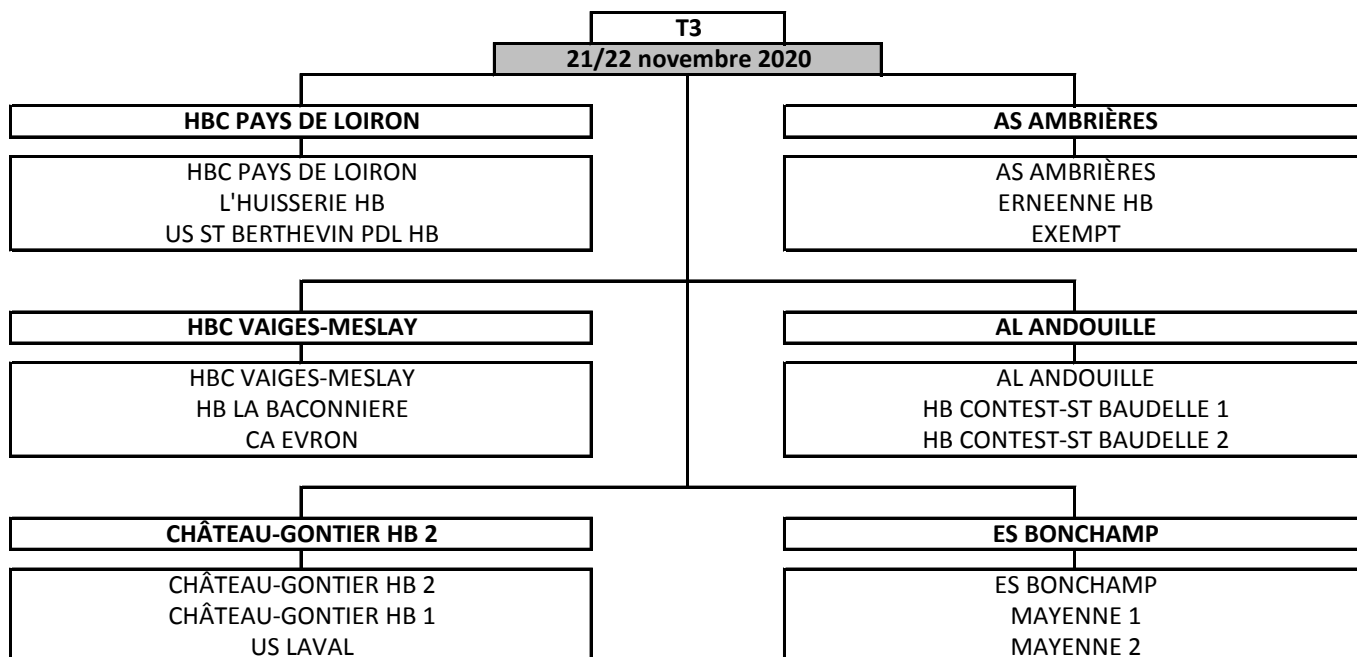 T3
21/22 novembre 2020
HBC PAYS DE LOIRON
HBC PAYS DE LOIRON
L'HUISSERIE HB
US ST BERTHEVIN PDL HB
AS AMBRIÈRES
AS AMBRIÈRES
ERNEENNE HB
EXEMPT
HBC VAIGES-MESLAY
HBC VAIGES-MESLAY
HB LA BACONNIERE
CA EVRON
AL ANDOUILLE
AL ANDOUILLE
HB CONTEST-ST BAUDELLE 1
HB CONTEST-ST BAUDELLE 2
CHÂTEAU-GONTIER HB 2
CHÂTEAU-GONTIER HB 2
CHÂTEAU-GONTIER HB 1
US LAVAL
ES BONCHAMP
ES BONCHAMP
MAYENNE 1
MAYENNE 2